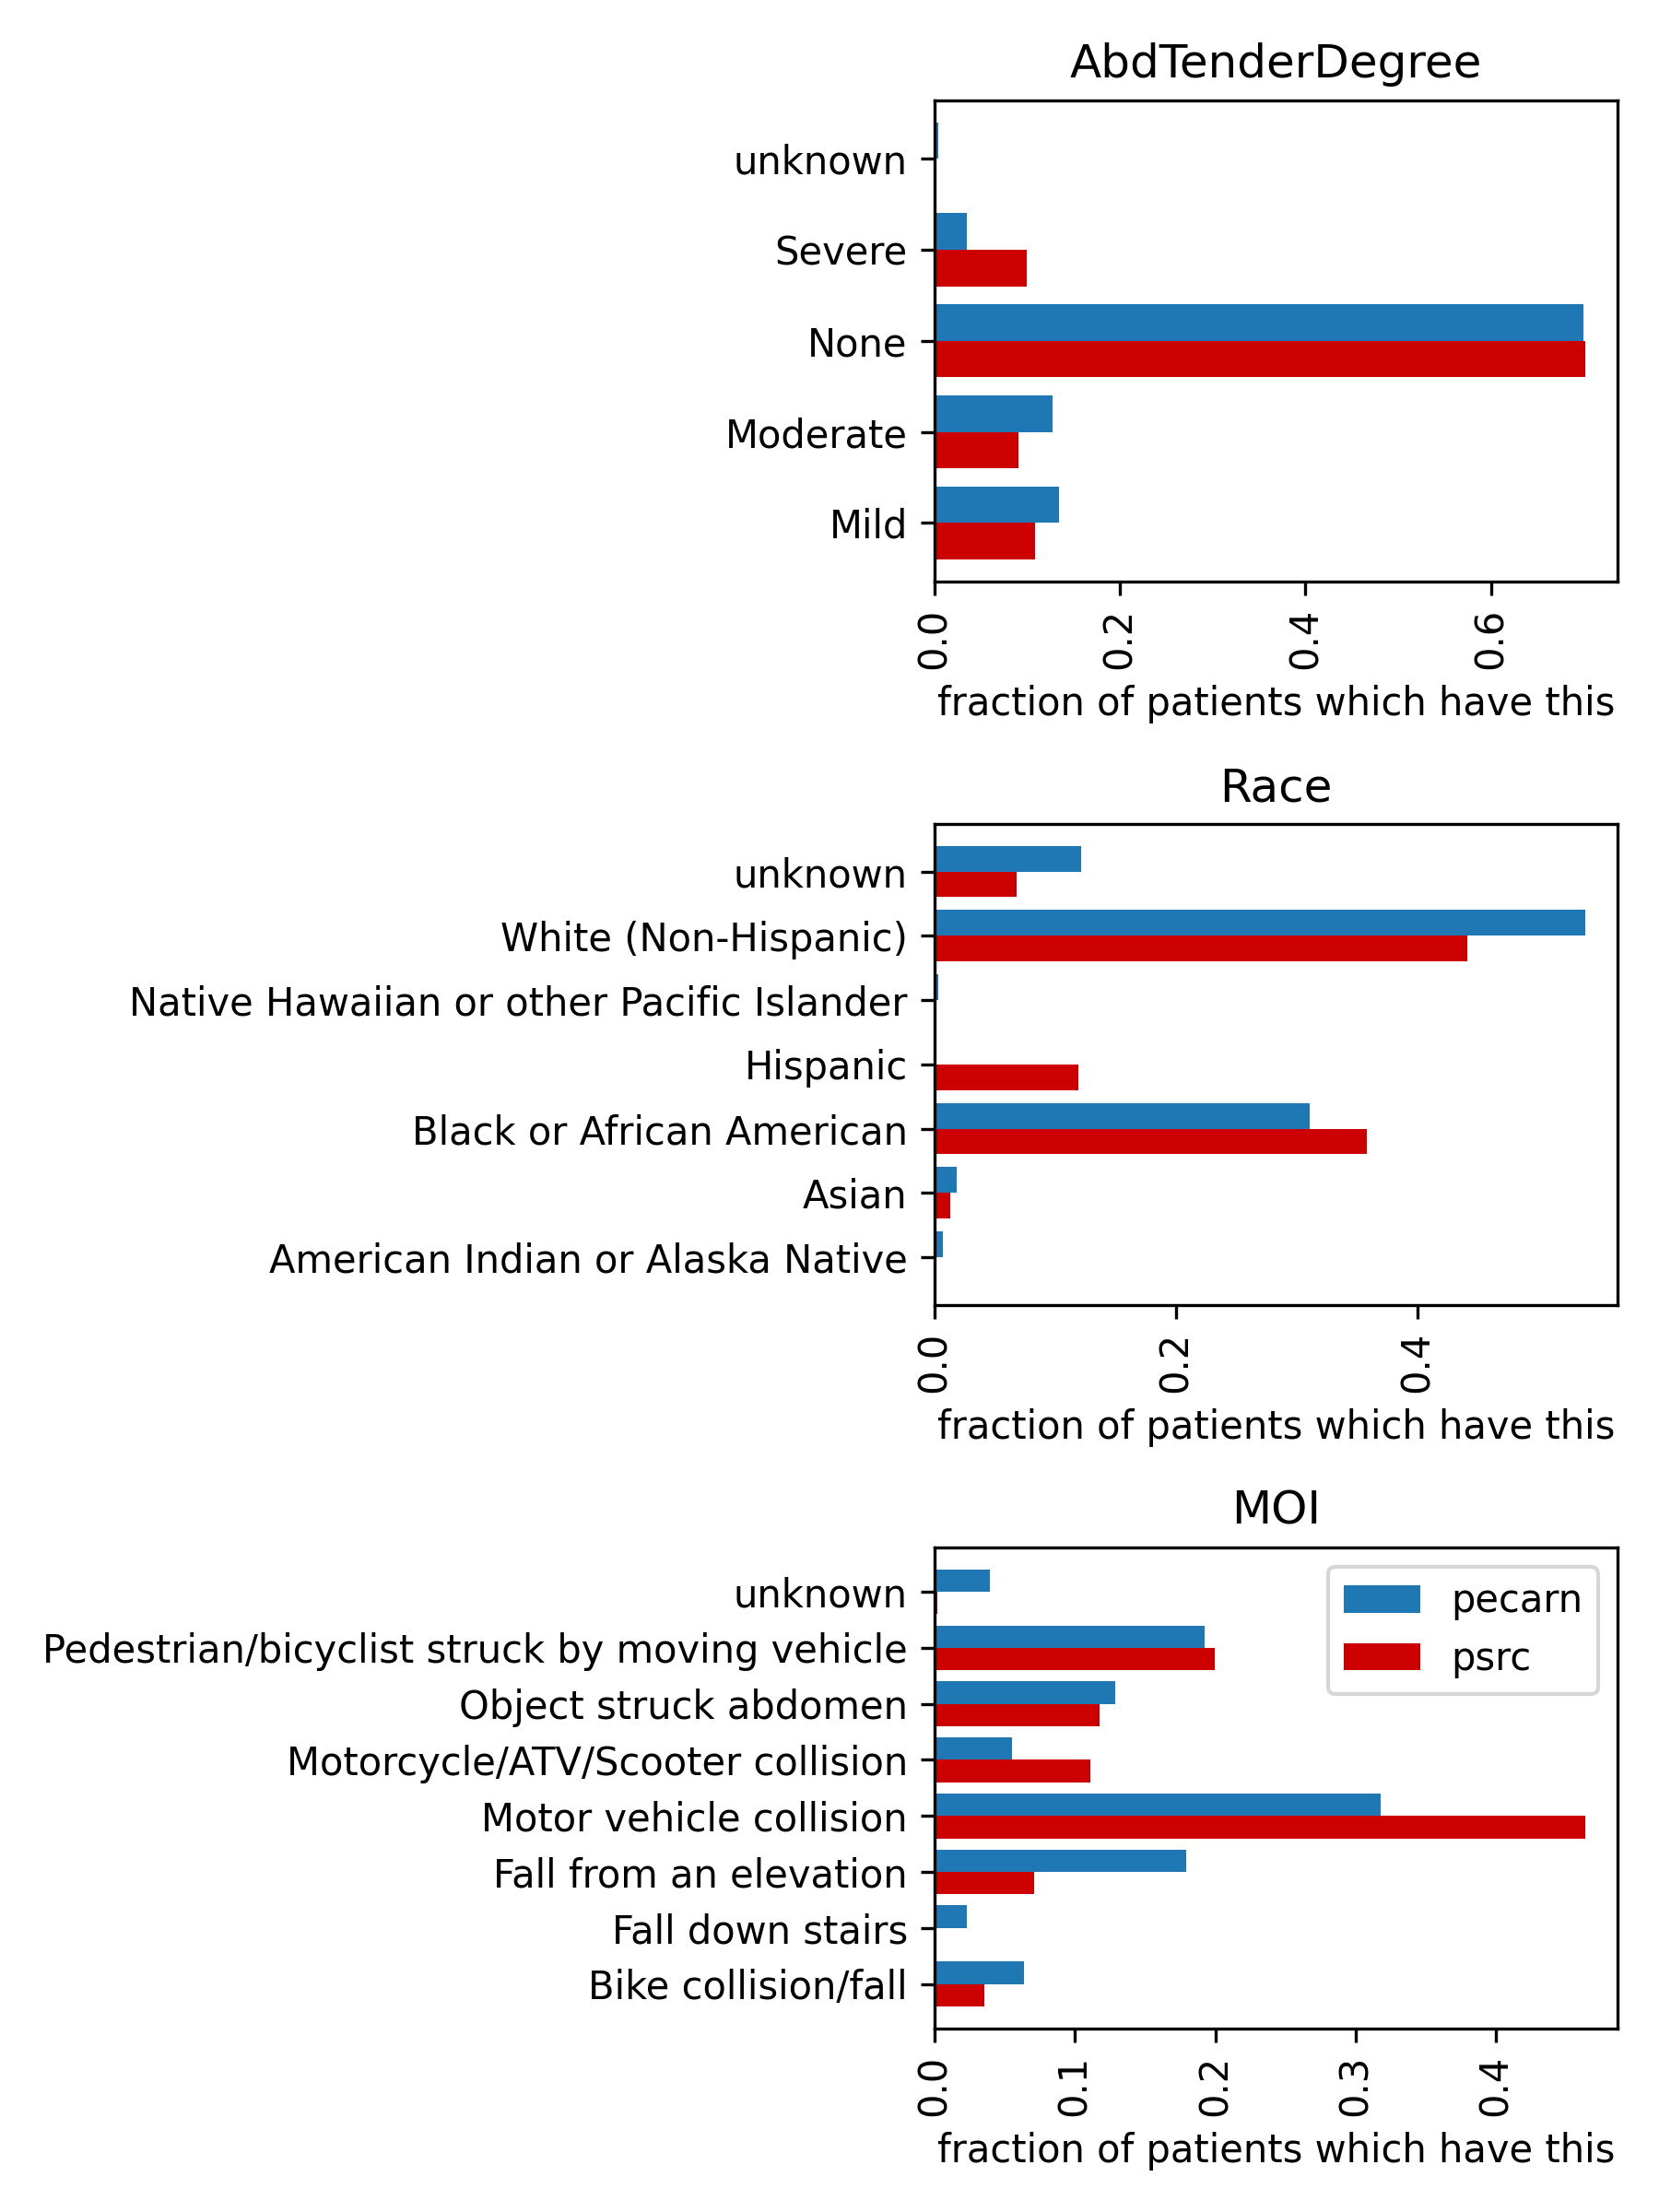 AbdTenderDegree
unknown
Severe
None
Moderate
Mild
0.0 0.2 0.4 0.6
fraction of patients which have this
Race
unknown
White (Non-Hispanic)
Native Hawaiian or other Pacific Islander
Hispanic
Black or African American
Asian
American Indian or Alaska Native
0.0 0.2 0.4
fraction of patients which have this
MOI
unknown
Pedestrian/bicyclist struck by moving vehicle
Object struck abdomen
Motorcycle/ATV/Scooter collision
Motor vehicle collision
Fall from an elevation
Fall down stairs
Bike collision/fall
pecarn
psrc
0.0 0.1 0.2 0.3 0.4
fraction of patients which have this